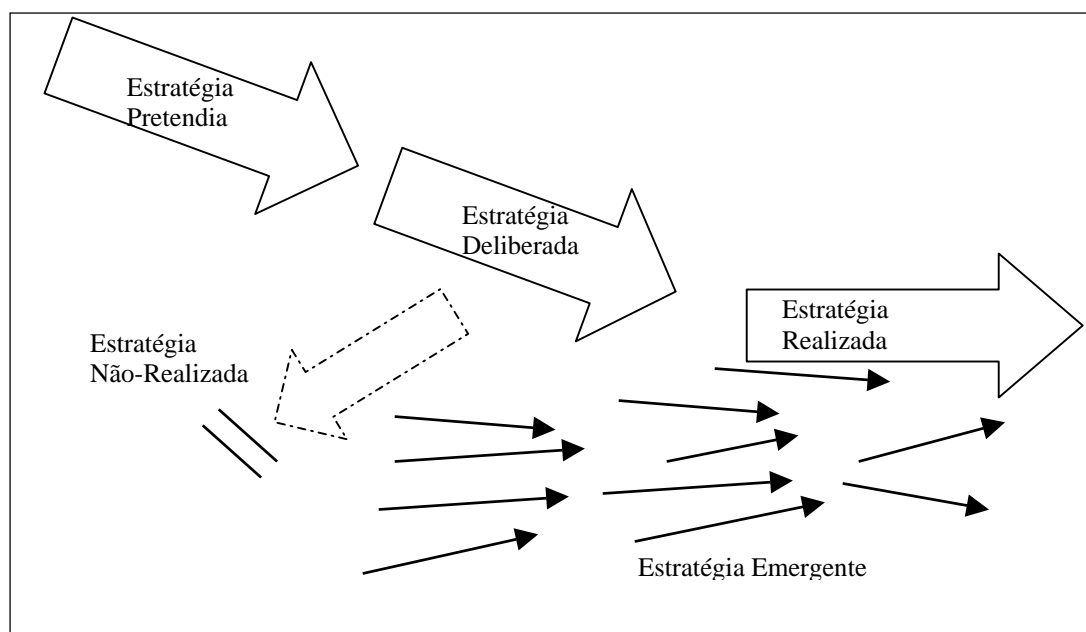 Estratégia
Pretendia
Estratégia
Deliberada
Estratégia
Realizada
Estratégia
Não-Realizada
Estratégia Emergente